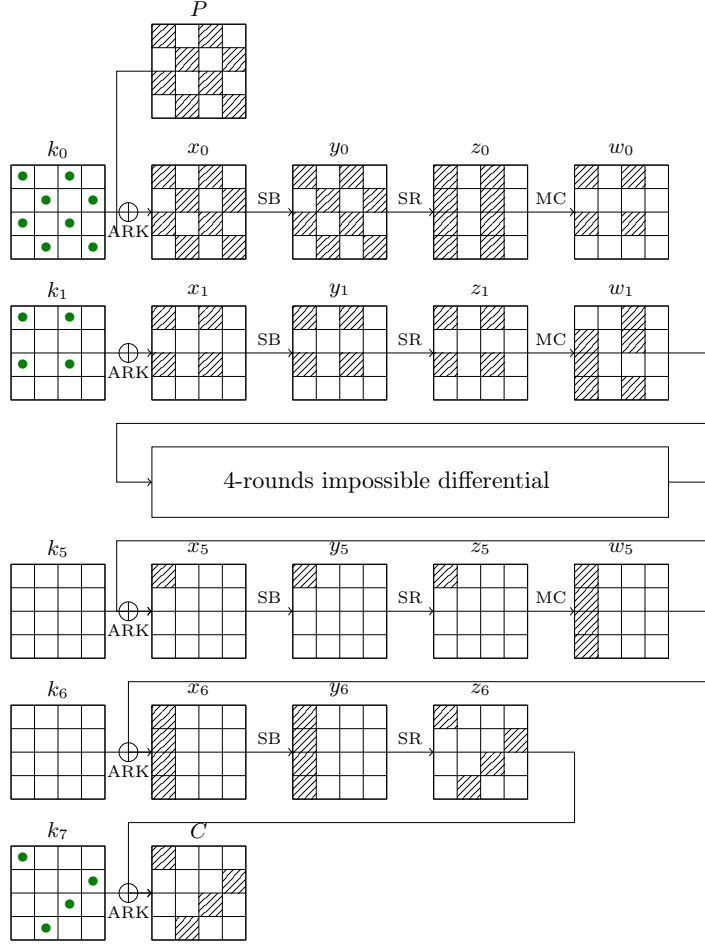 P
k₀ x₀ y₀ z₀ w₀
ARK SB SR MC
k₁ x₁ y₁ z₁ w₁
ARK SB SR MC
4-rounds impossible differential
k₅ x₅ y₅ z₅ w₅
ARK SB SR MC
k₆ x₆ y₆ z₆
ARK SB SR
k₇ C
ARK